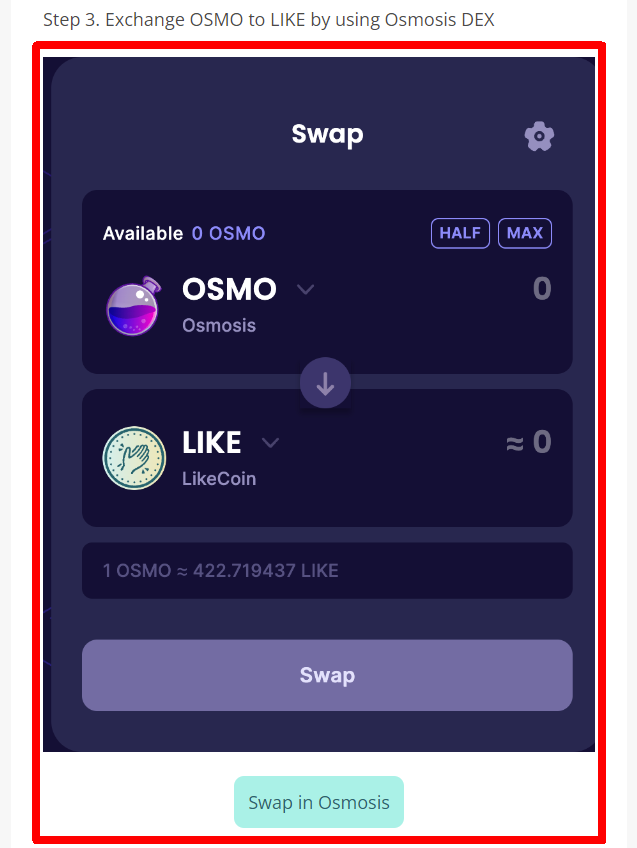 Step 3. Exchange OSMO to LIKE by using Osmosis DEX
Swap
Available 0 OSMO HALF MAX
OSMO 0
Osmosis
LIKE ≈ 0
LikeCoin
1 OSMO ≈ 422.719437 LIKE
Swap
Swap in Osmosis